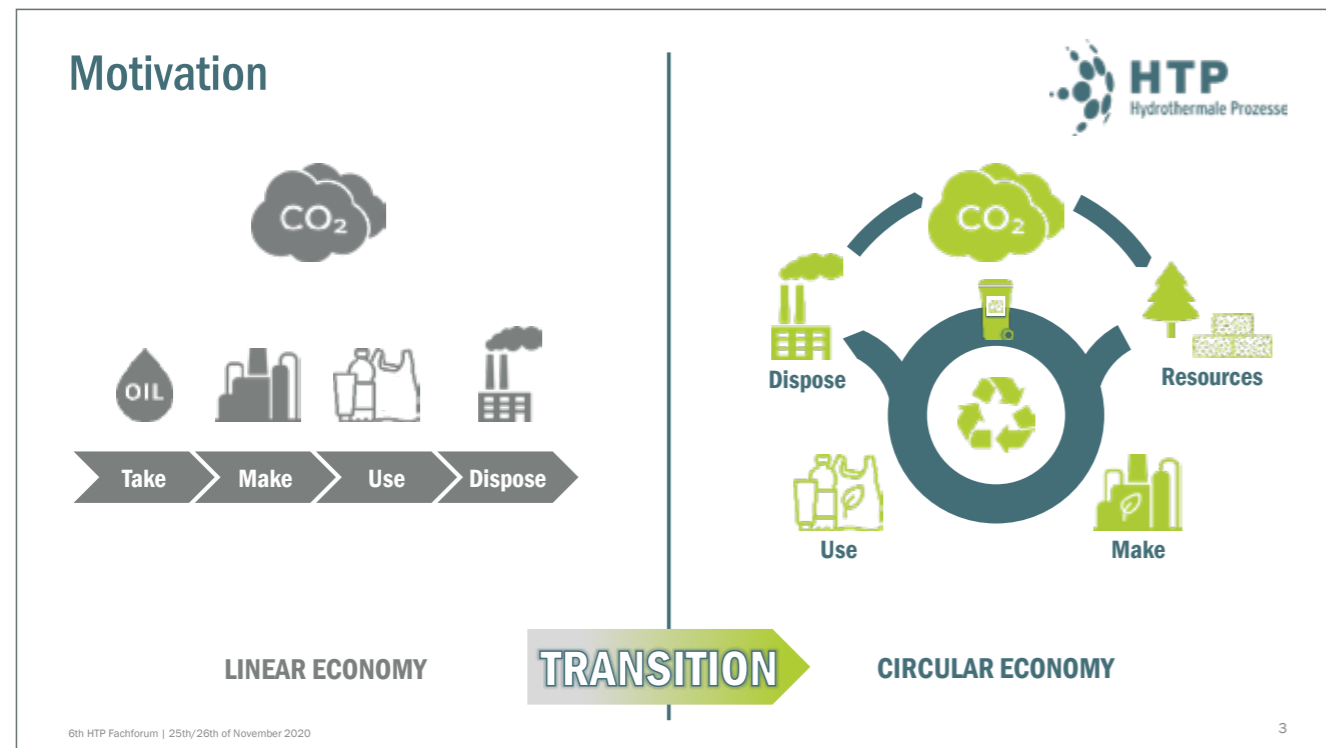 Motivation
HTP
Hydrothermale Prozesse
CO₂
OIL
Take
Make
Use
Dispose
LINEAR ECONOMY
TRANSITION
CO₂
Dispose
Resources
Use
Make
CIRCULAR ECONOMY
6th HTP Fachforum | 25th/26th of November 2020
3